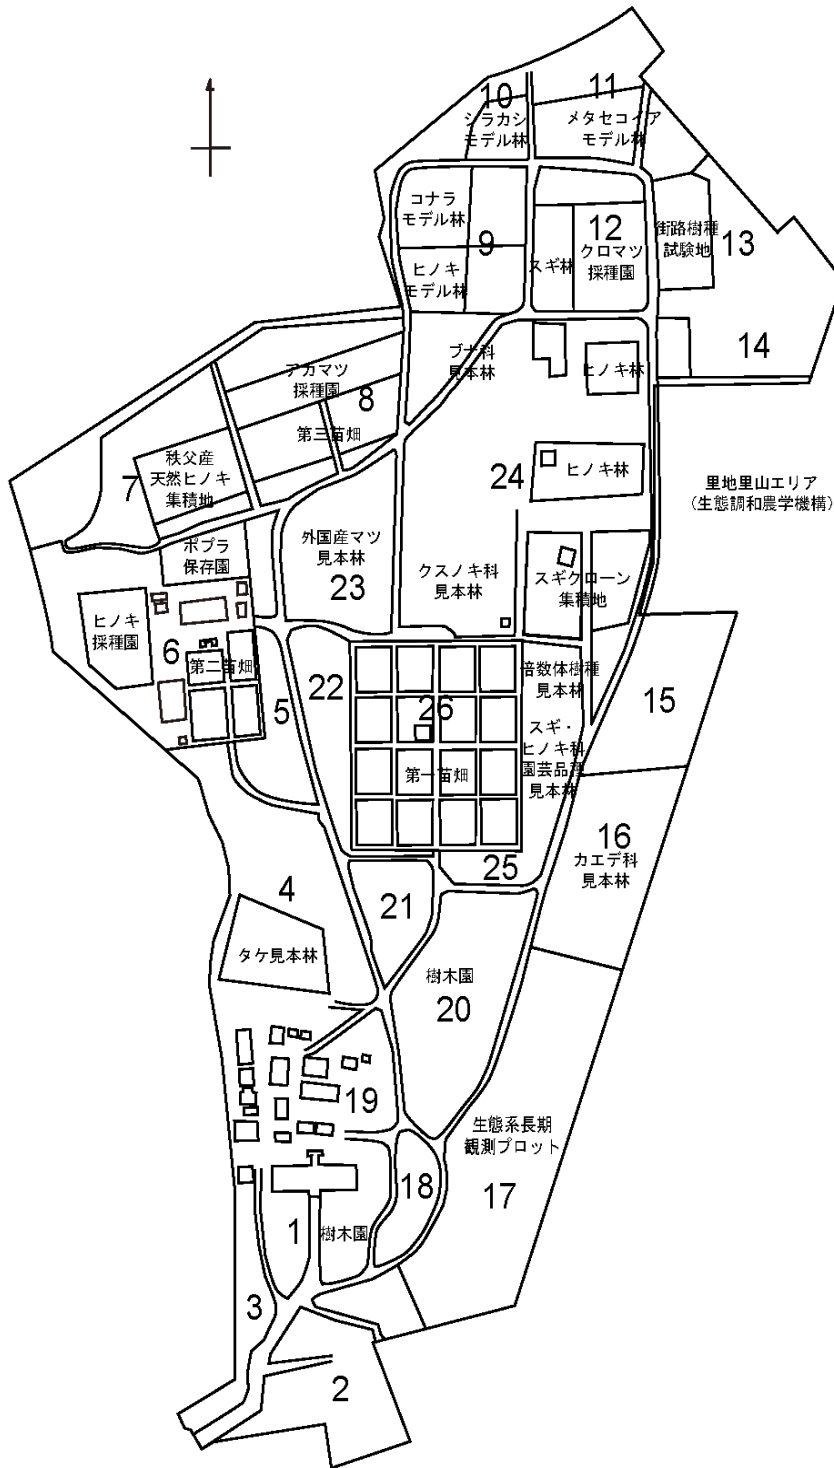 10
シラカシ
モデル林
11
メタセコイア
モデル林
コナラ
モデル林
9
ヒノキ
モデル林
12
クロマツ
採種園
スギ林
街路樹種
試験地
13
14
ブナ科
見本林
ヒノキ林
アカマツ
採種園
8
第三苗畑
秩父産
天然ヒノキ
集積地
7
24
ヒノキ林
里地里山エリア
（生態調和農学機構）
外国産マツ
見本林
23
ポプラ
保存園
クスノキ科
見本林
スギクローン
集積地
ヒノキ
採種園
6
第二苗畑
5
22
26
第一苗畑
倍数体樹種
見本林
スギ・
ヒノキ科
園芸品種
見本林
15
16
カエデ科
見本林
25
21
4
タケ見本林
樹木園
20
19
生態系長期
観測プロット
17
18
1
樹木園
3
2